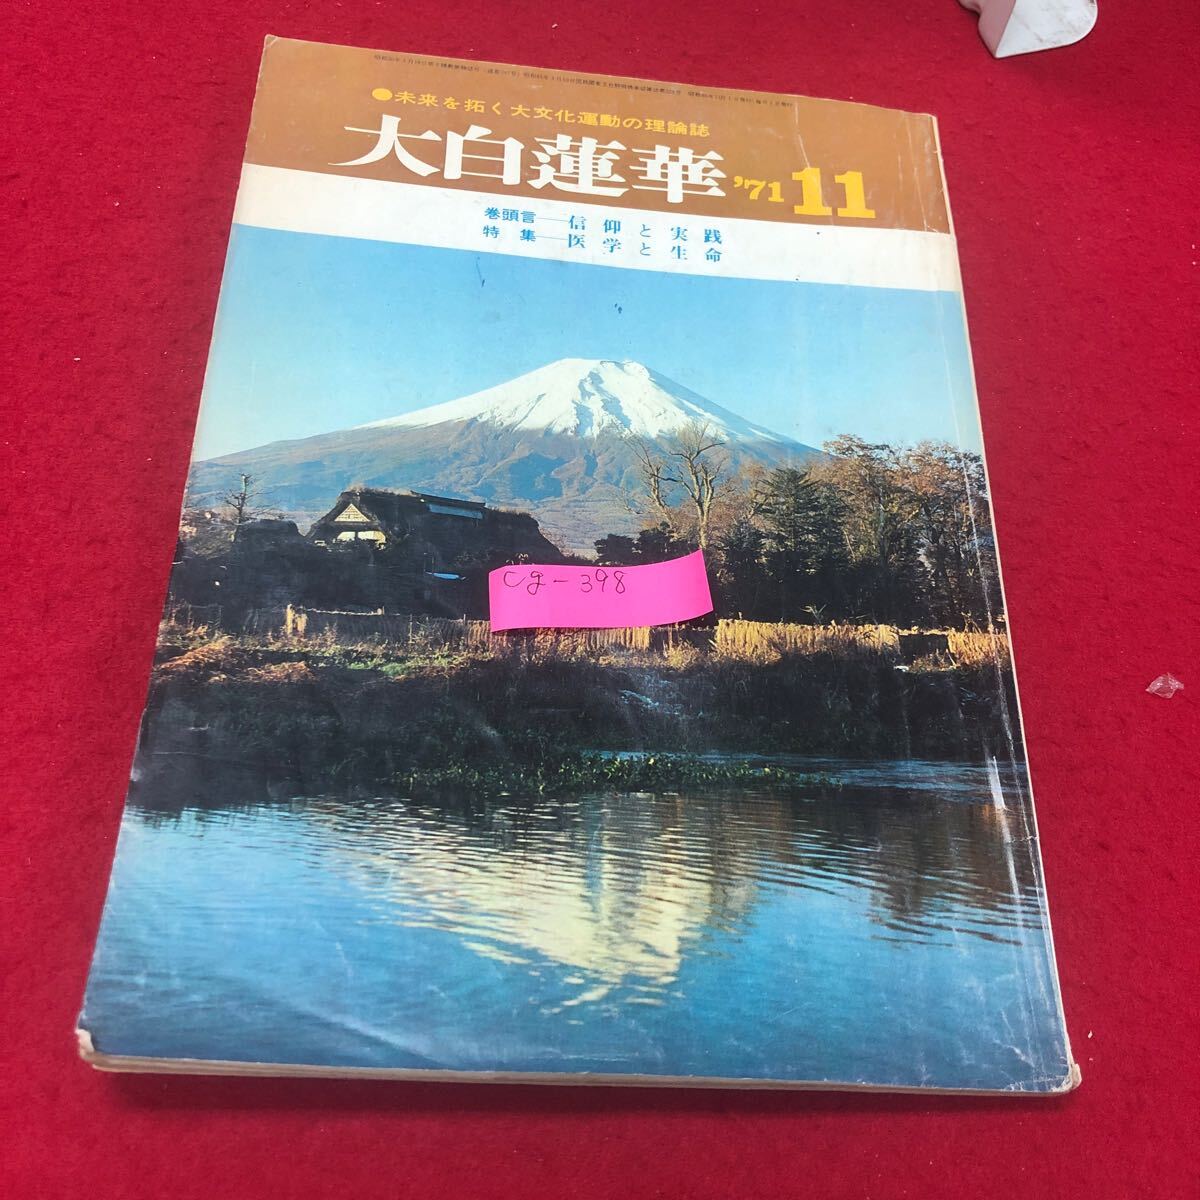 ●未来を拓く大文化運動の理論誌
大白蓮華 '71 11
巻頭言―信仰と実践
特集―医学と生命
cg-398